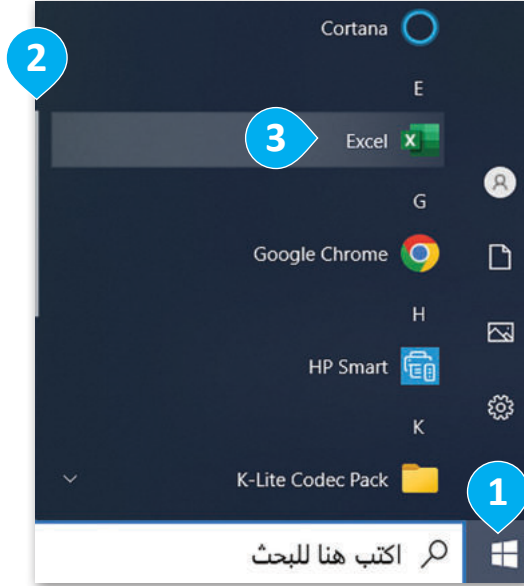 Cortana
2
E
3 Excel
G
Google Chrome
H
HP Smart
K
K-Lite Codec Pack
1
اكتب هنا للبحث